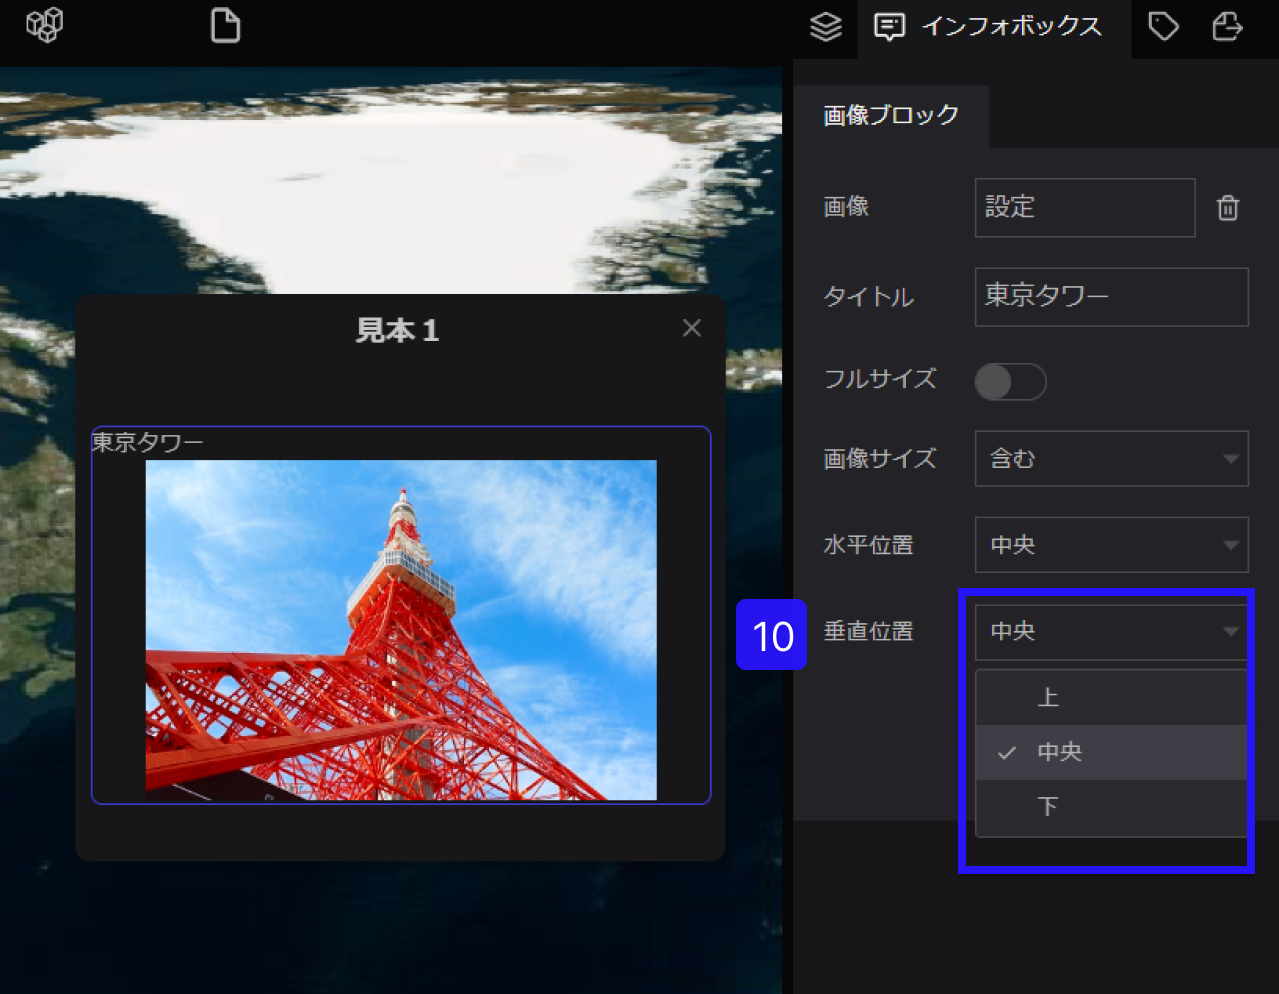 インフォボックス
画像ブロック
画像
設定
タイトル
東京タワー
フルサイズ
画像サイズ
含む
水平位置
中央
10
垂直位置
中央
上
中央
下
見本1
東京タワー